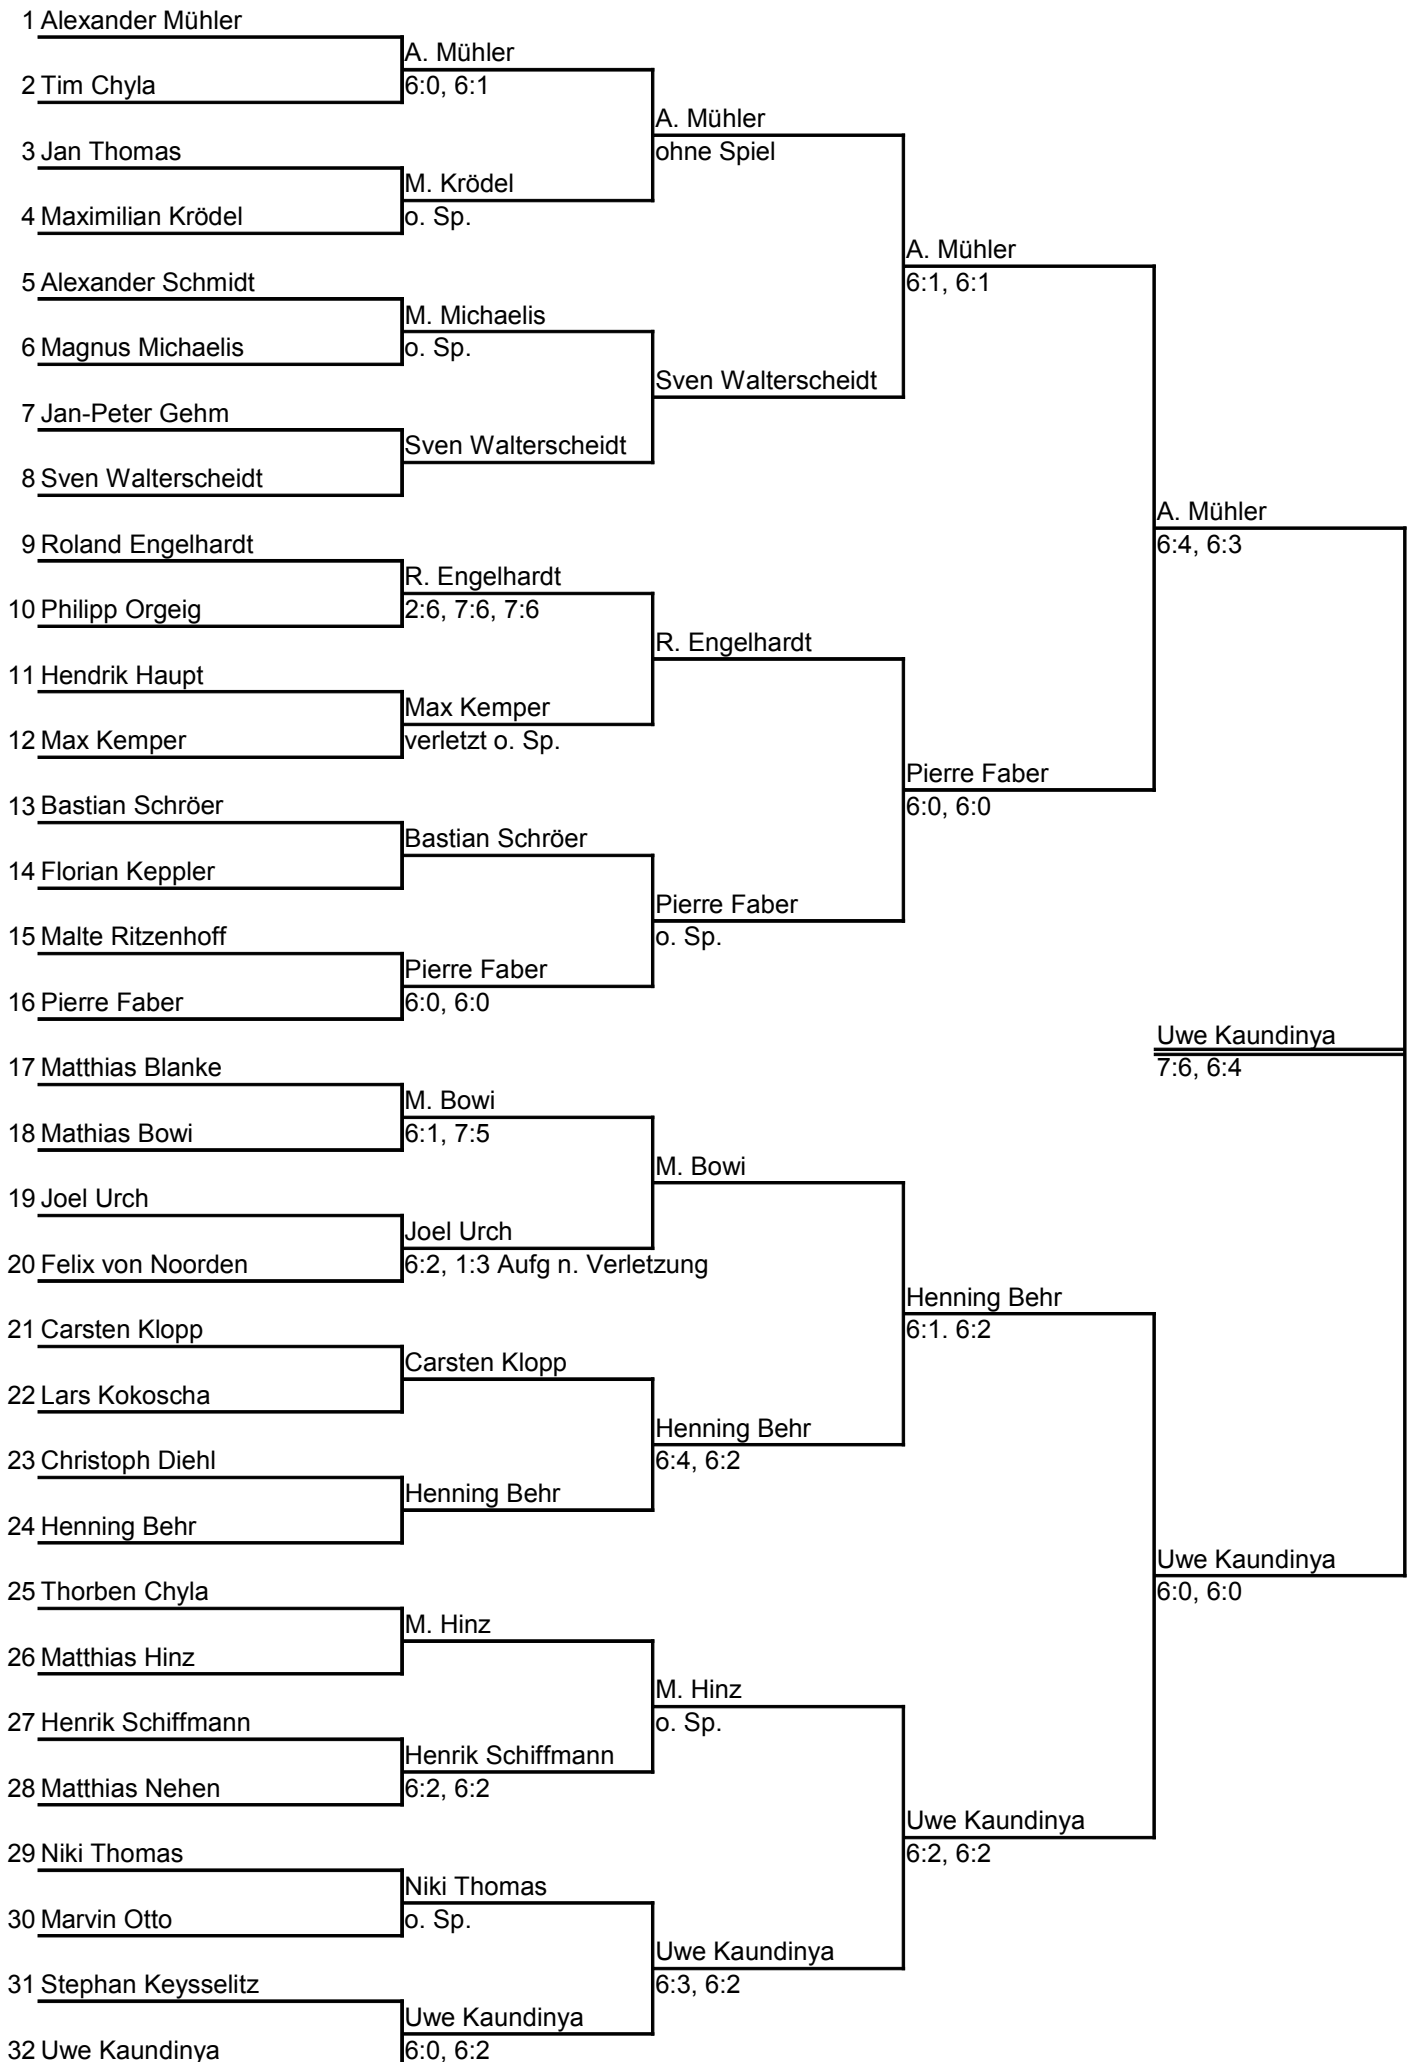 1 Alexander Mühler
A. Mühler
2 Tim Chyla
6:0, 6:1
A. Mühler
3 Jan Thomas
ohne Spiel
M. Krödel
4 Maximilian Krödel
o. Sp.
A. Mühler
5 Alexander Schmidt
6:1, 6:1
M. Michaelis
6 Magnus Michaelis
o. Sp.
Sven Walterscheidt
7 Jan-Peter Gehm
Sven Walterscheidt
8 Sven Walterscheidt
A. Mühler
9 Roland Engelhardt
6:4, 6:3
R. Engelhardt
10 Philipp Orgeig
2:6, 7:6, 7:6
R. Engelhardt
11 Hendrik Haupt
Max Kemper
12 Max Kemper
verletzt o. Sp.
Pierre Faber
13 Bastian Schröer
6:0, 6:0
Bastian Schröer
14 Florian Keppler
Pierre Faber
15 Malte Ritzenhoff
o. Sp.
Pierre Faber
16 Pierre Faber
6:0, 6:0
Uwe Kaundinya
17 Matthias Blanke
7:6, 6:4
M. Bowi
18 Mathias Bowi
6:1, 7:5
M. Bowi
19 Joel Urch
Joel Urch
20 Felix von Noorden
6:2, 1:3 Aufg n. Verletzung
Henning Behr
21 Carsten Klopp
6:1. 6:2
Carsten Klopp
22 Lars Kokoscha
Henning Behr
23 Christoph Diehl
6:4, 6:2
Henning Behr
24 Henning Behr
Uwe Kaundinya
25 Thorben Chyla
6:0, 6:0
M. Hinz
26 Matthias Hinz
M. Hinz
27 Henrik Schiffmann
o. Sp.
Henrik Schiffmann
28 Matthias Nehen
6:2, 6:2
Uwe Kaundinya
29 Niki Thomas
6:2, 6:2
Niki Thomas
30 Marvin Otto
o. Sp.
Uwe Kaundinya
31 Stephan Keysselitz
6:3, 6:2
Uwe Kaundinya
32 Uwe Kaundinya
6:0, 6:2